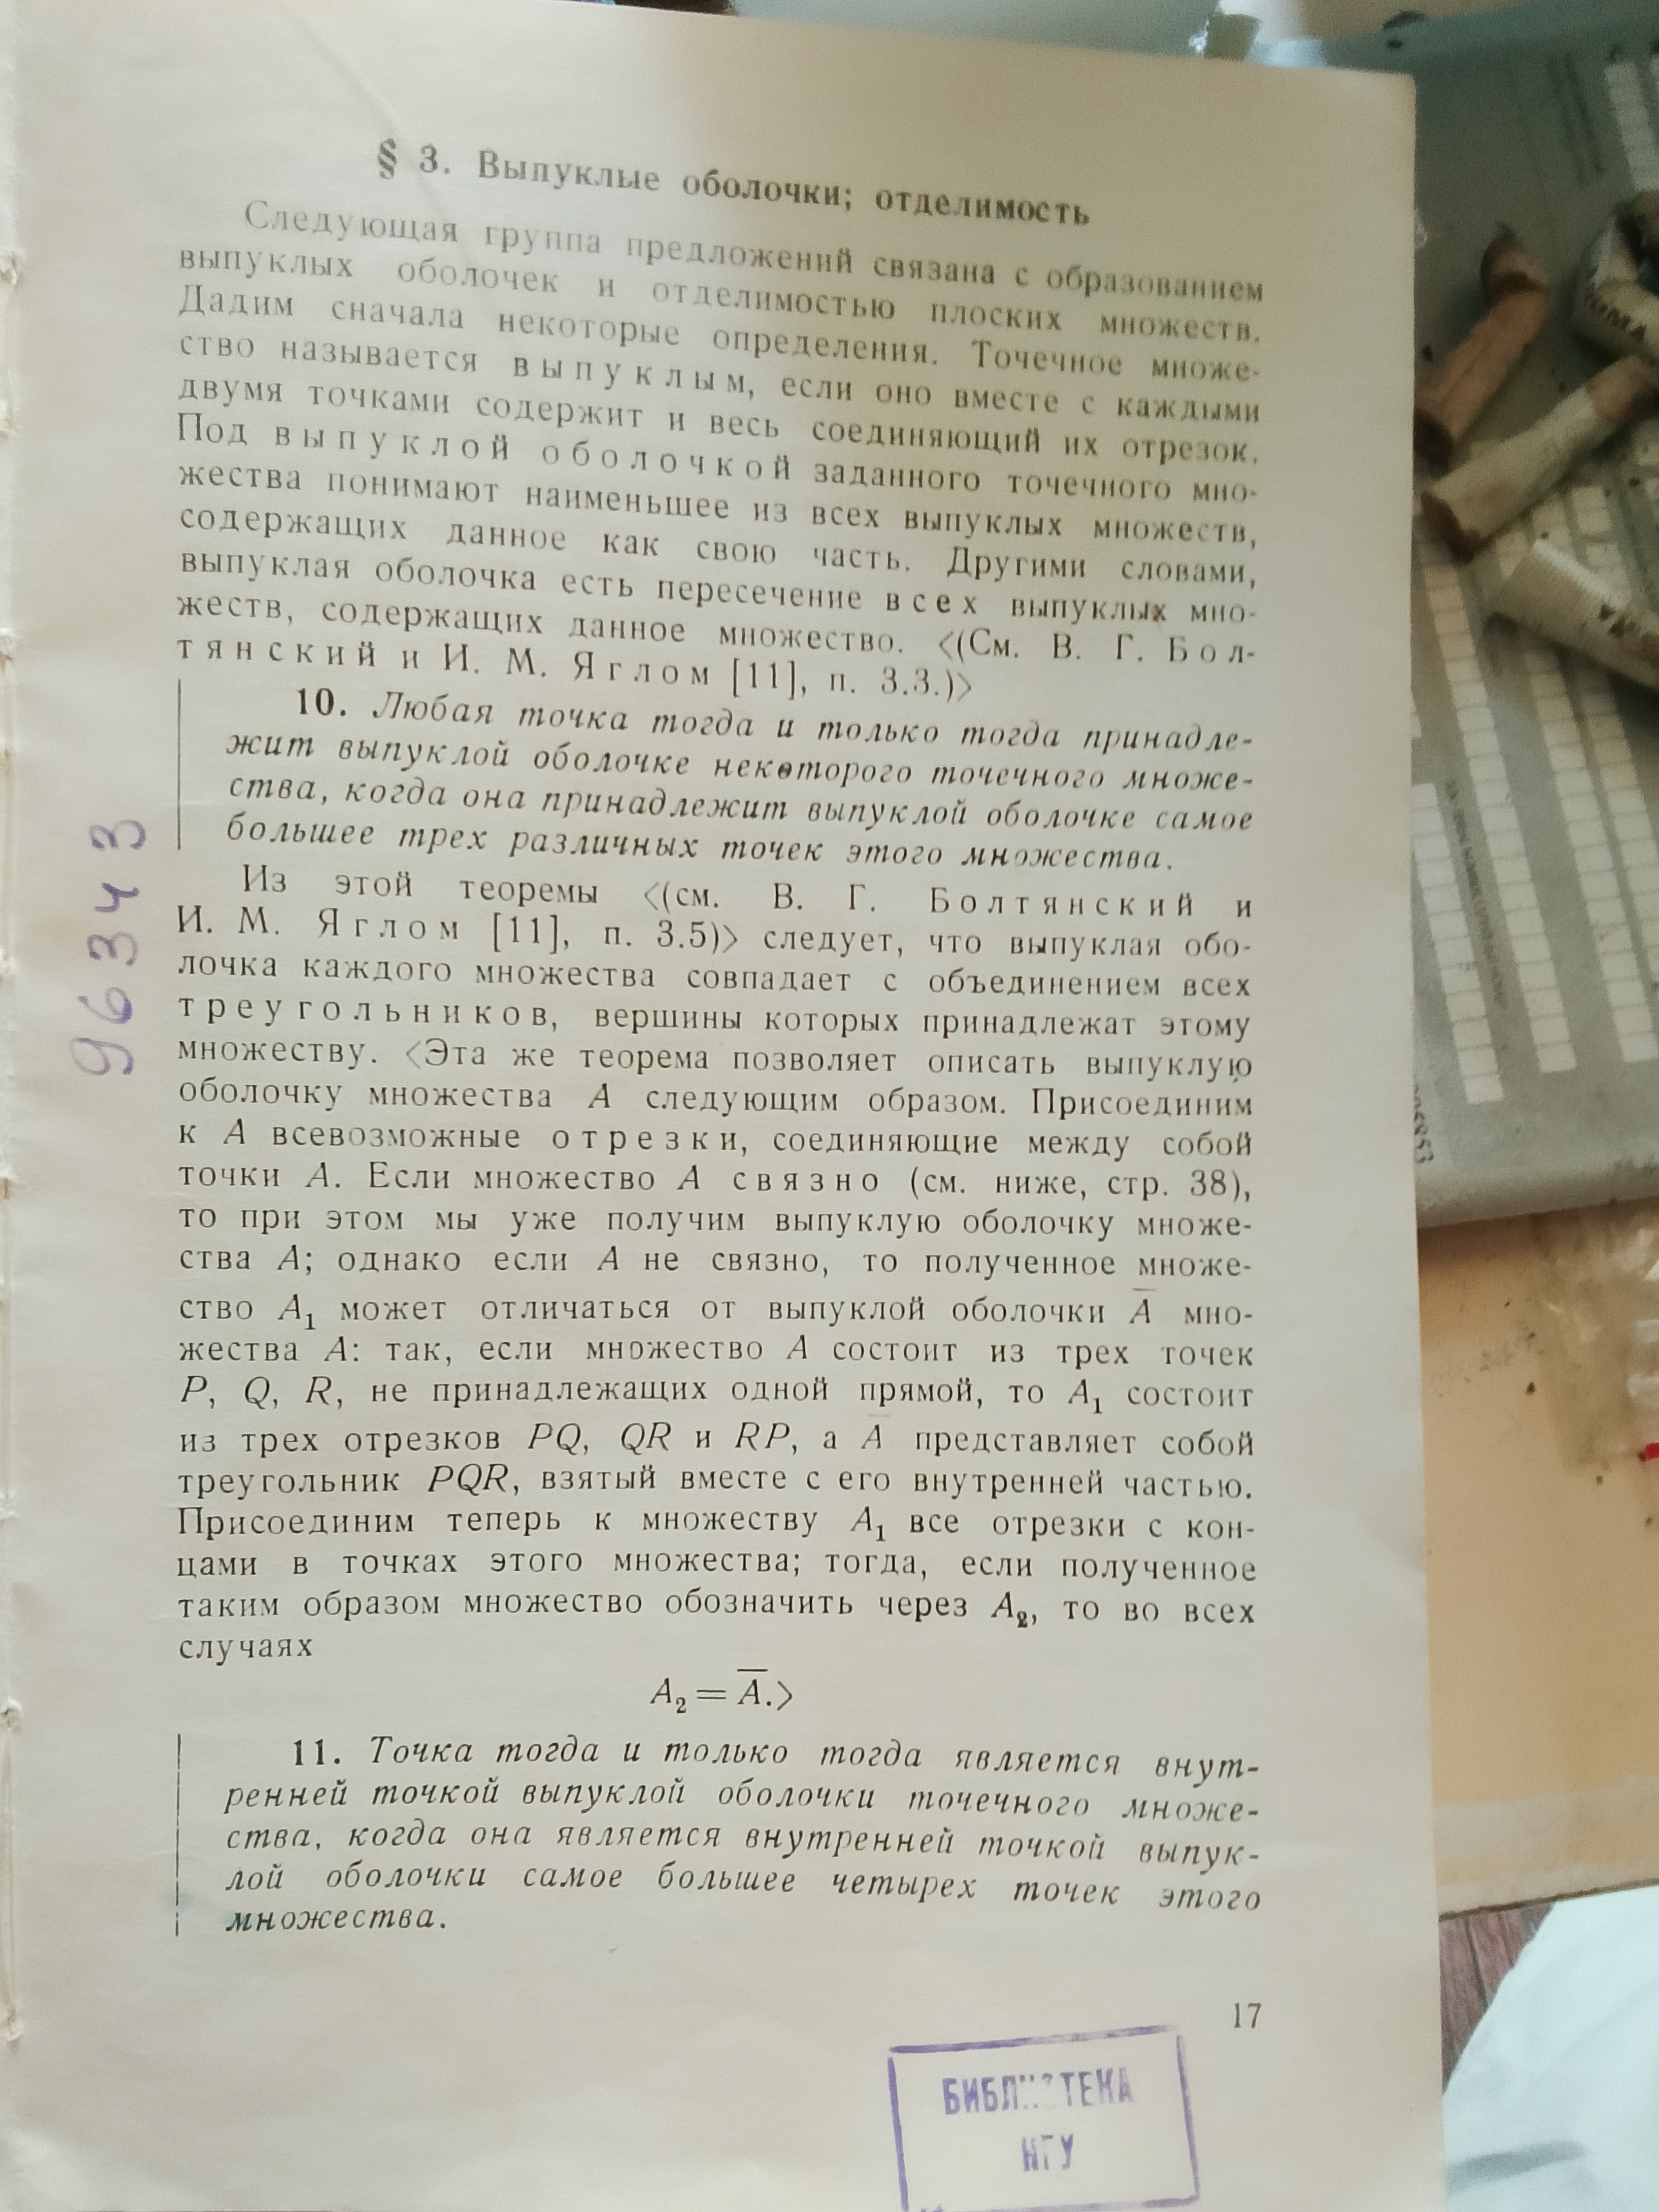 § 3. Выпуклые оболочки; отделимость
Следующая группа предложений связана с образованием
выпуклых оболочек и отделимостью плоских множеств.
Дадим сначала некоторые определения. Точечное множе-
ство называется выпуклым, если оно вместе с каждыми
двумя точками содержит и весь соединяющий их отрезок.
Под выпуклой оболочкой заданного точечного мно-
жества понимают наименьшее из всех выпуклых множеств,
содержащих данное как свою часть. Другими словами,
выпуклая оболочка есть пересечение всех выпуклых мно-
жеств, содержащих данное множество. <(См. В. Г. Бол-
тянский и И. М. Яглом [11], п. 3.3.)>
10. Любая точка тогда и только тогда принадле-
жит выпуклой оболочке некоторого точечного множе-
ства, когда она принадлежит выпуклой оболочке самое
большее трех различных точек этого множества.
Из этой теоремы <(см. В. Г. Болтянский и
И. М. Яглом [11], п. 3.5)> следует, что выпуклая обо-
лочка каждого множества совпадает с объединением всех
треугольников, вершины которых принадлежат этому
множеству. <Эта же теорема позволяет описать выпуклую
оболочку множества A следующим образом. Присоединим
к A всевозможные отрезки, соединяющие между собой
точки A. Если множество A связно (см. ниже, стр. 38),
то при этом мы уже получим выпуклую оболочку множе-
ства A; однако если A не связно, то полученное множе-
ство A₁ может отличаться от выпуклой оболочки A̅ мно-
жества A: так, если множество A состоит из трех точек
P, Q, R, не принадлежащих одной прямой, то A₁ состоит
из трех отрезков PQ, QR и RP, а A̅ представляет собой
треугольник PQR, взятый вместе с его внутренней частью.
Присоединим теперь к множеству A₁ все отрезки с кон-
цами в точках этого множества; тогда, если полученное
таким образом множество обозначить через A₂, то во всех
случаях
A₂ = A̅.>
11. Точка тогда и только тогда является внут-
ренней точкой выпуклой оболочки точечного множе-
ства, когда она является внутренней точкой выпук-
лой оболочки самое большее четырех точек этого
множества.
17
БИБЛИОТЕКА
НГУ
96343